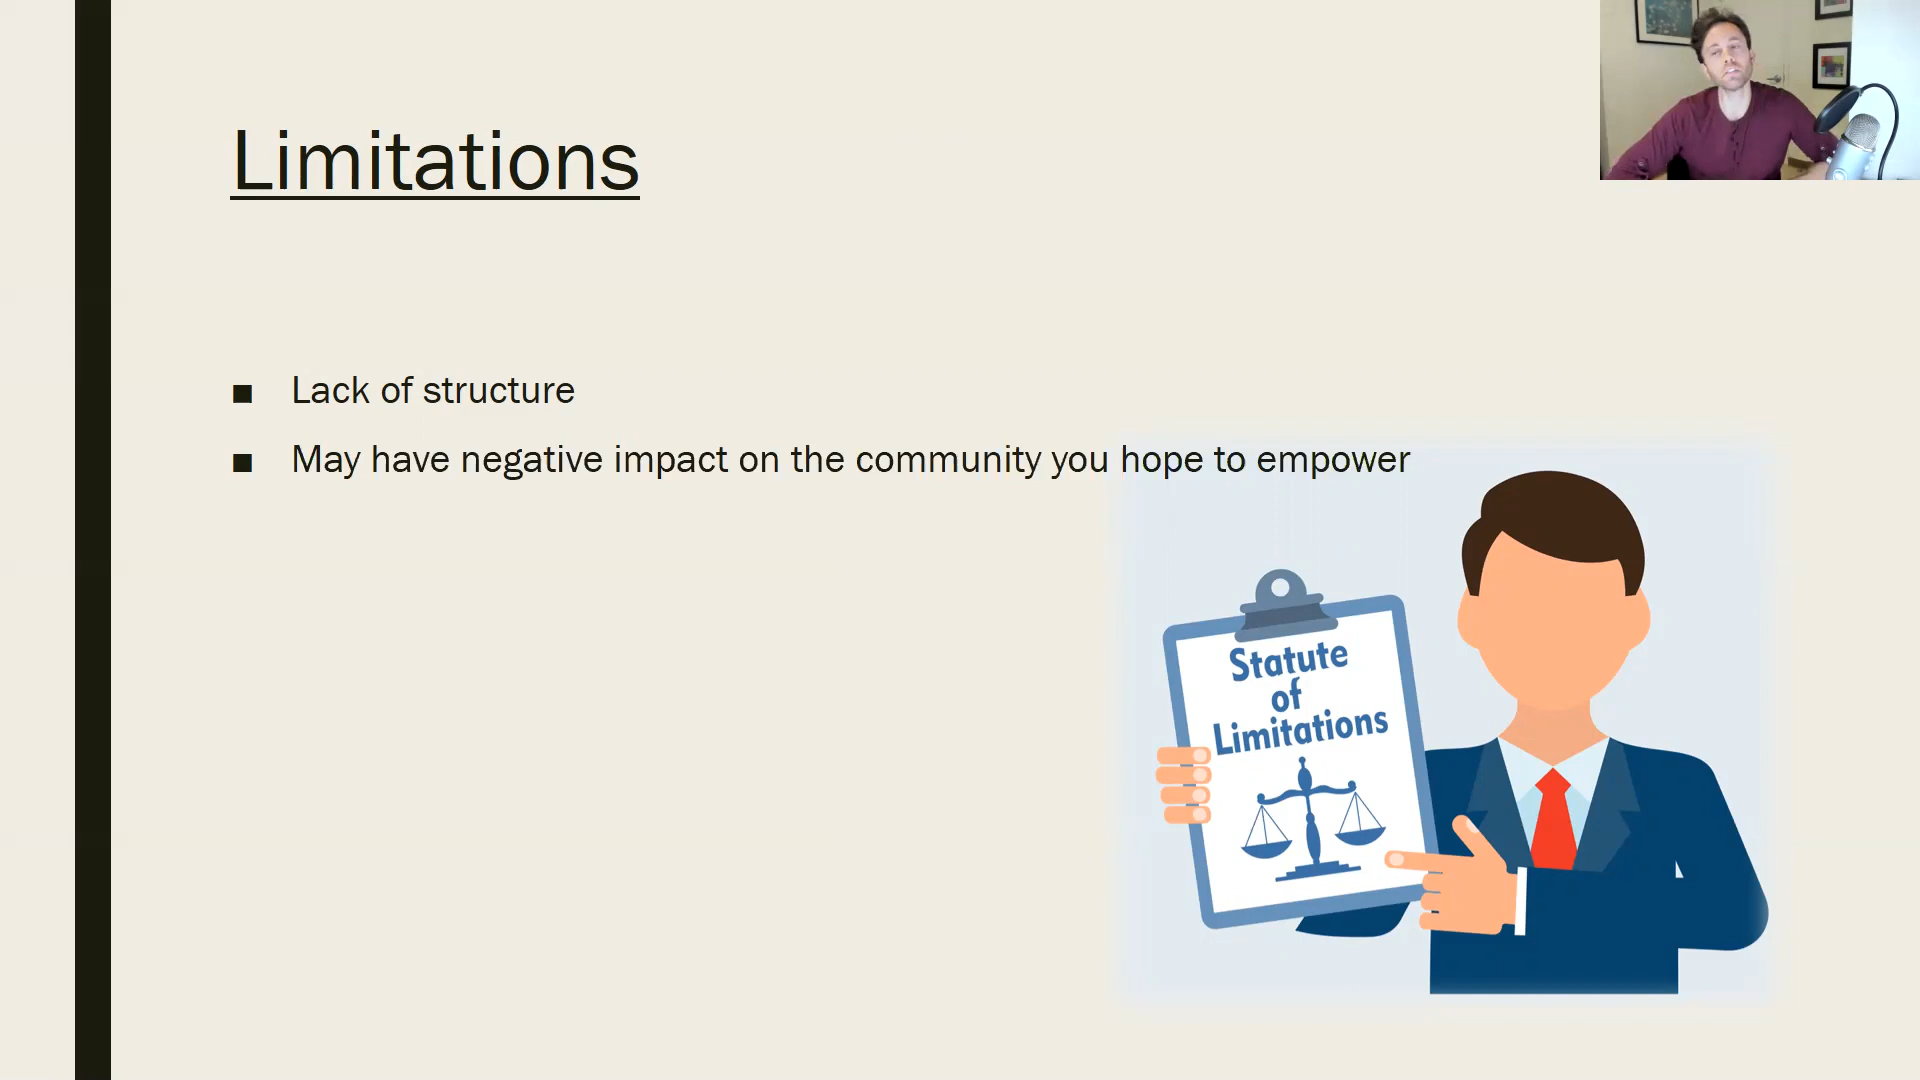 Limitations
■ Lack of structure
■ May have negative impact on the community you hope to empower
Statute
of
Limitations